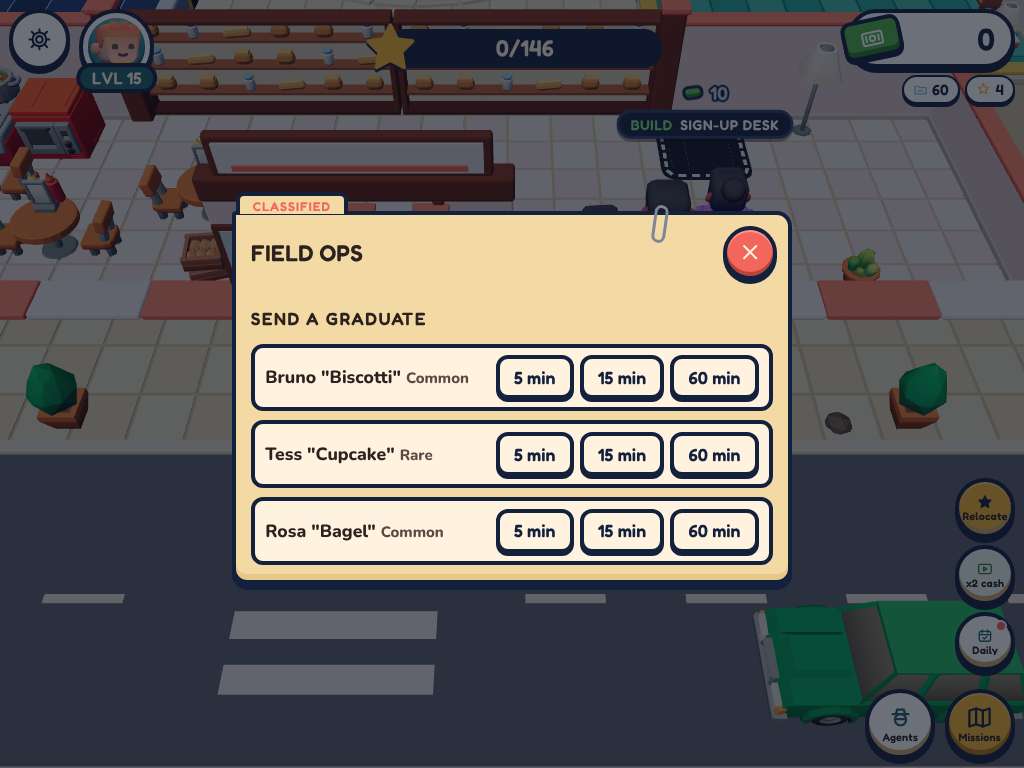 LVL 15
0/146
0
60
4
10
BUILD SIGN-UP DESK
CLASSIFIED
FIELD OPS
SEND A GRADUATE
Bruno "Biscotti" Common 5 min 15 min 60 min
Tess "Cupcake" Rare 5 min 15 min 60 min
Rosa "Bagel" Common 5 min 15 min 60 min
Relocate
x2 cash
Daily
Agents
Missions